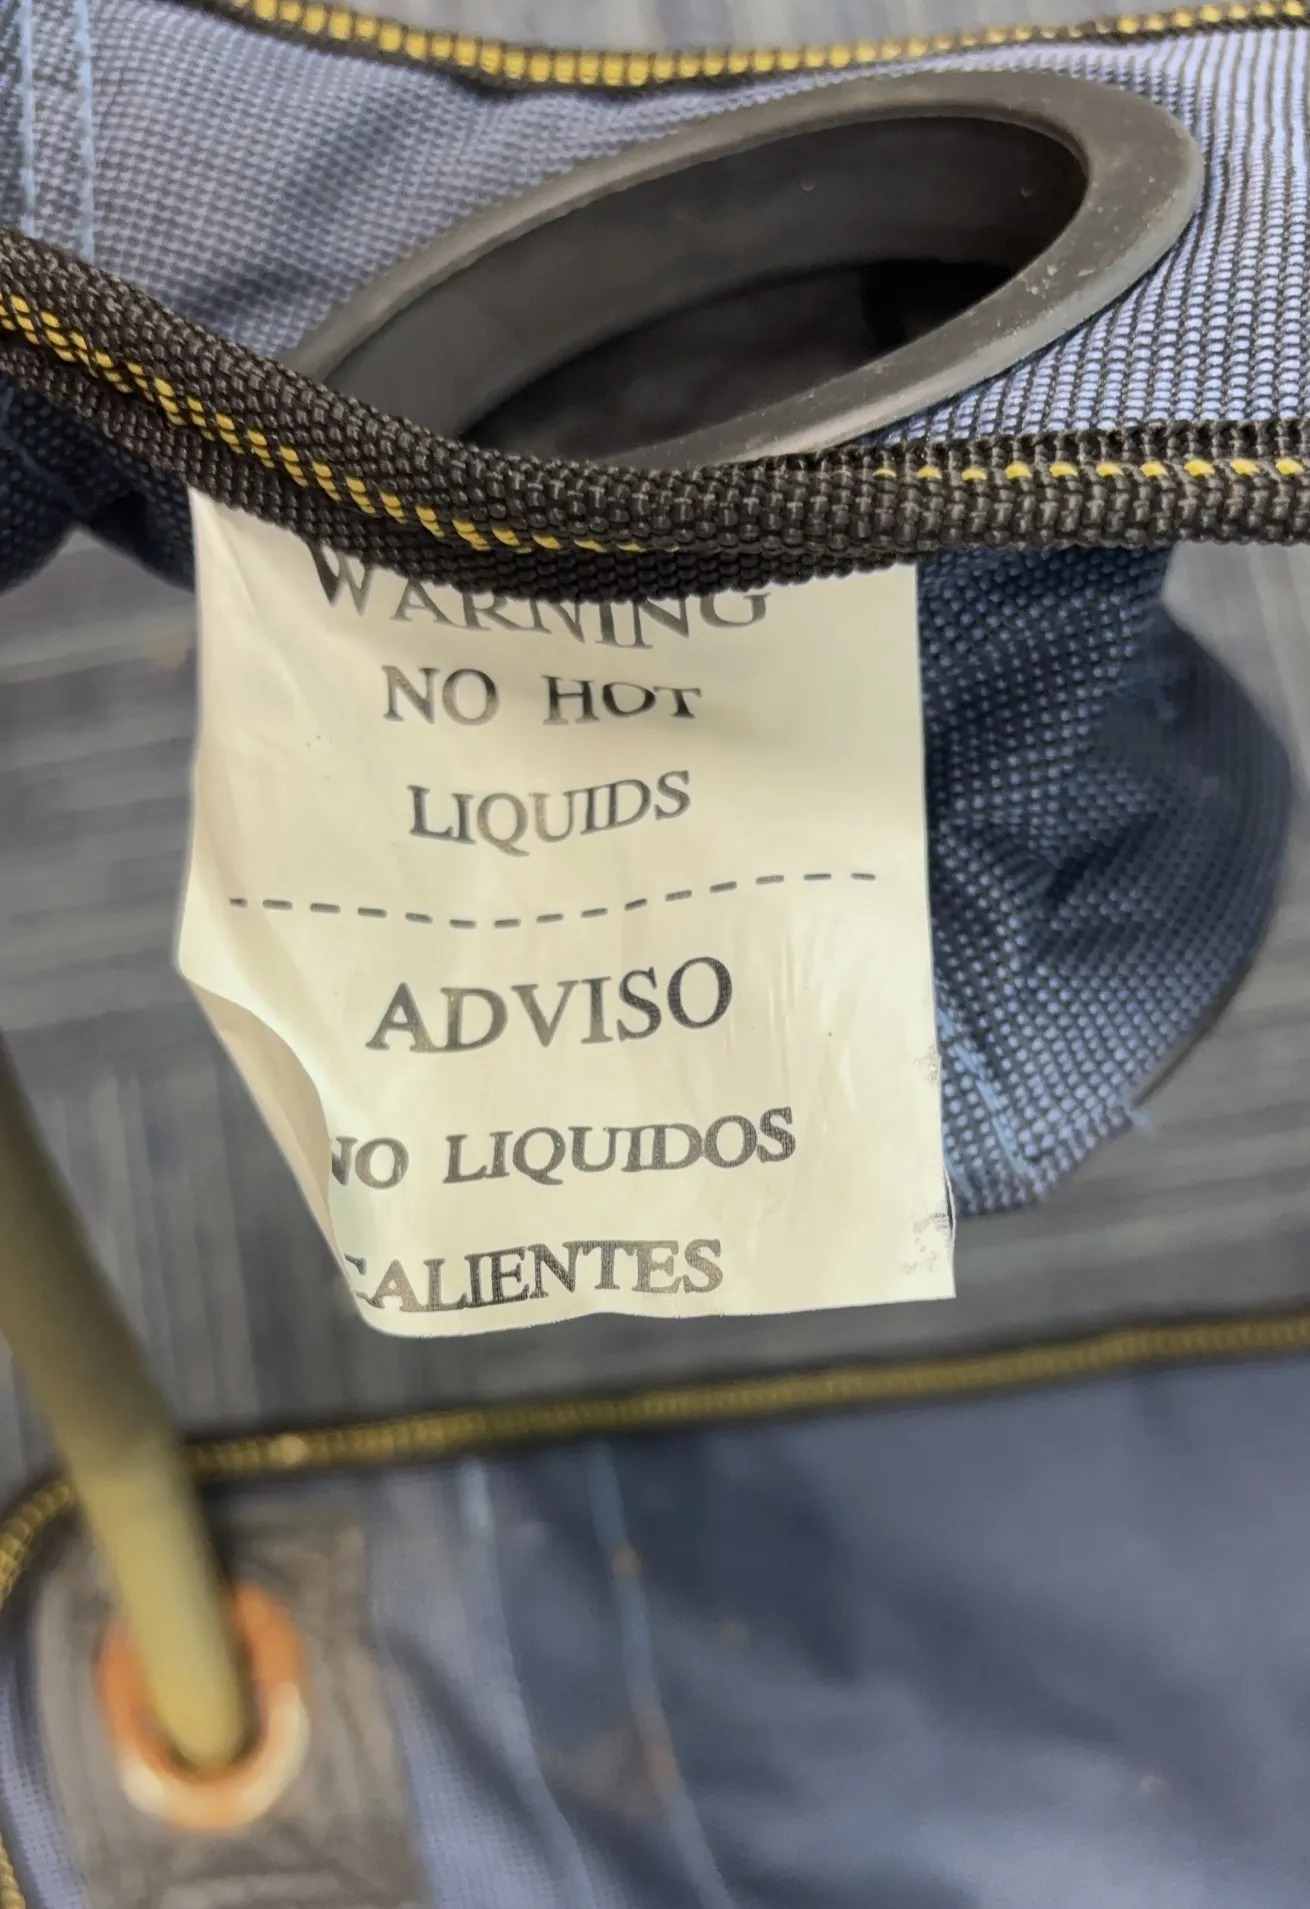 WARNING
NO HOT
LIQUIDS
ADVISO
NO LIQUIDOS
CALIENTES